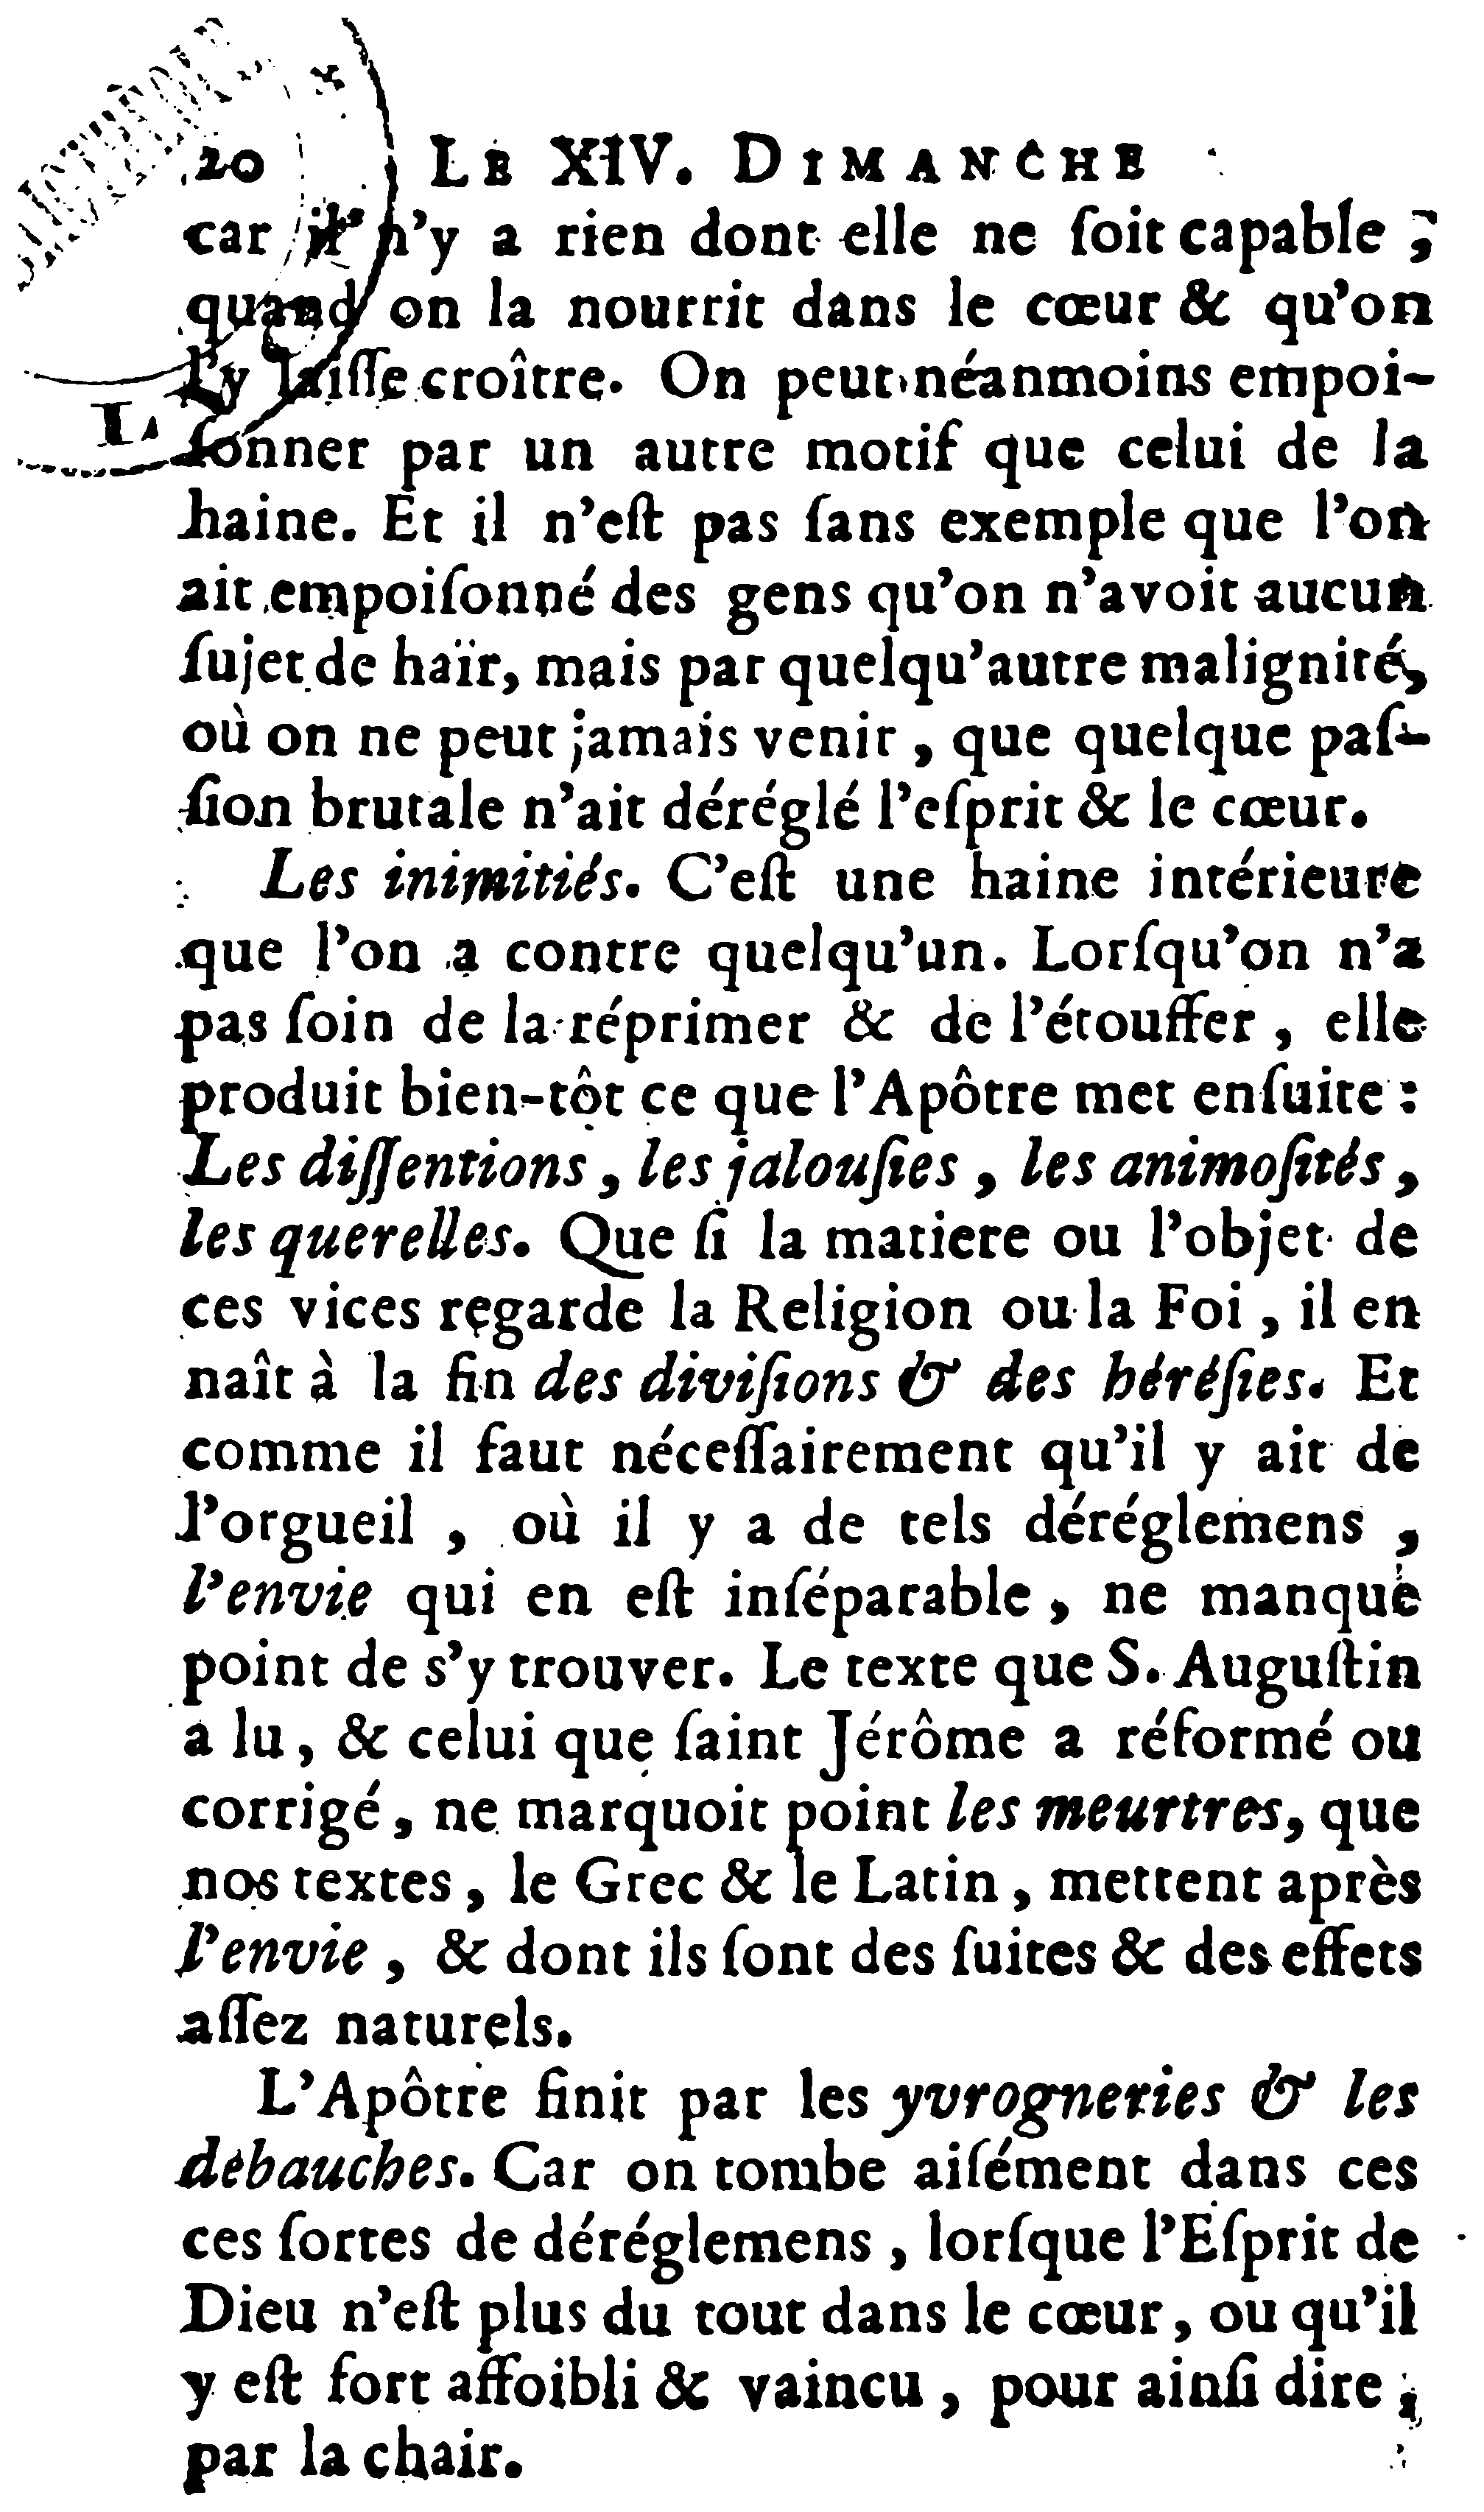 20 LE XIV. DIMANCHE
car il n'y a rien dont elle ne ſoit capable,
quand on la nourrit dans le cœur & qu'on
l'y laiſſe croître. On peut néanmoins empoi-
ſonner par un autre motif que celui de la
haine. Et il n'eſt pas ſans exemple que l'on
ait empoiſonné des gens qu'on n'avoit aucun
ſujet de haïr, mais par quelqu'autre malignité,
où on ne peut jamais venir, que quelque paſ-
ſion brutale n'ait déréglé l'eſprit & le cœur.
Les inimitiés. C'eſt une haine intérieure
que l'on a contre quelqu'un. Lorſqu'on n'a
pas ſoin de la réprimer & de l'étouffer, elle
produit bien-tôt ce que l'Apôtre met enſuite :
Les diſſentions, les jalouſies, les animoſités,
les querelles. Que ſi la matiere ou l'objet de
ces vices regarde la Religion ou la Foi, il en
naît à la fin des diviſions & des héréſies. Et
comme il faut néceſſairement qu'il y ait de
l'orgueil, où il y a de tels déréglemens,
l'envie qui en eſt inſéparable, ne manque
point de s'y trouver. Le texte que S. Auguſtin
a lu, & celui que ſaint Jérôme a réformé ou
corrigé, ne marquoit point les meurtres, que
nos textes, le Grec & le Latin, mettent après
l'envie, & dont ils ſont des ſuites & des effets
aſſez naturels.
L'Apôtre finit par les yvrogneries & les
débauches. Car on tombe aiſément dans ces
ces ſortes de déréglemens, lorſque l'Eſprit de
Dieu n'eſt plus du tout dans le cœur, ou qu'il
y eſt fort affoibli & vaincu, pour ainſi dire,
par la chair.